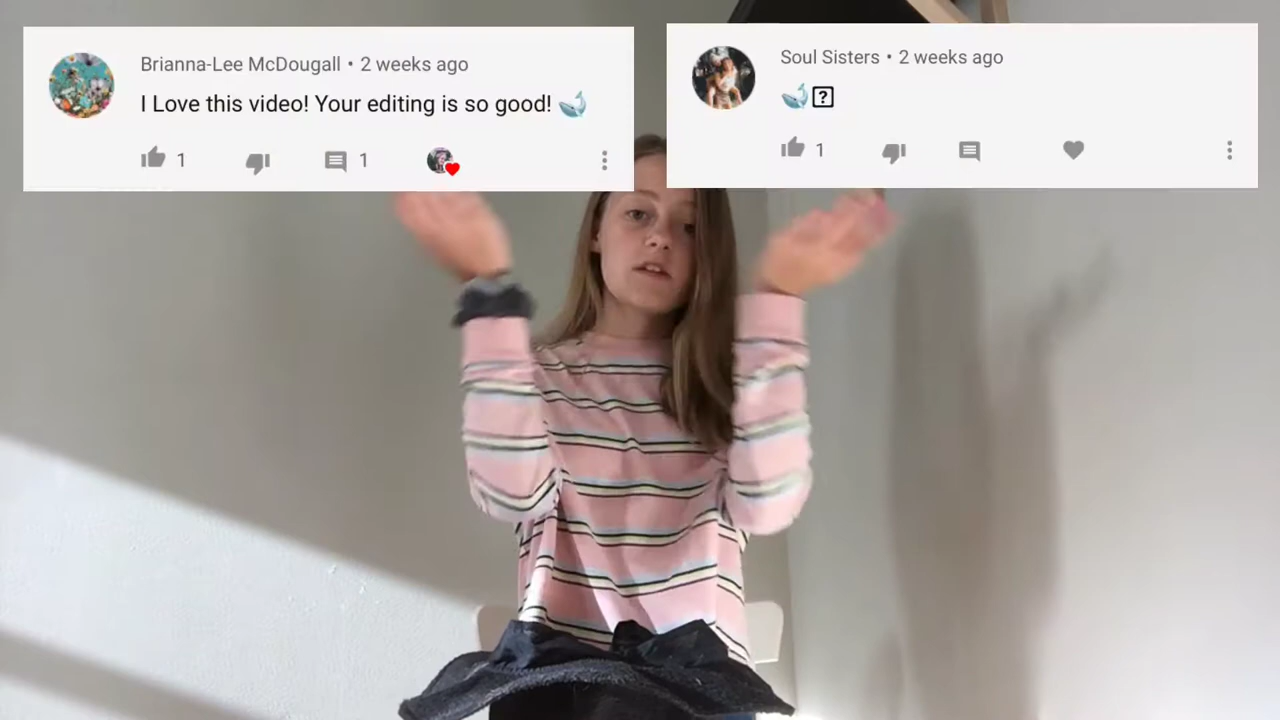 Brianna-Lee McDougall • 2 weeks ago
I Love this video! Your editing is so good! 🐳
1
1
Soul Sisters • 2 weeks ago
🐳?
1